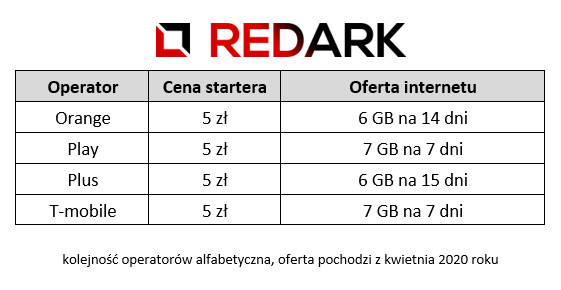 REDARK
Operator Cena startera Oferta internetu
Orange 5 zł 6 GB na 14 dni
Play 5 zł 7 GB na 7 dni
Plus 5 zł 6 GB na 15 dni
T-mobile 5 zł 7 GB na 7 dni
kolejność operatorów alfabetyczna, oferta pochodzi z kwietnia 2020 roku